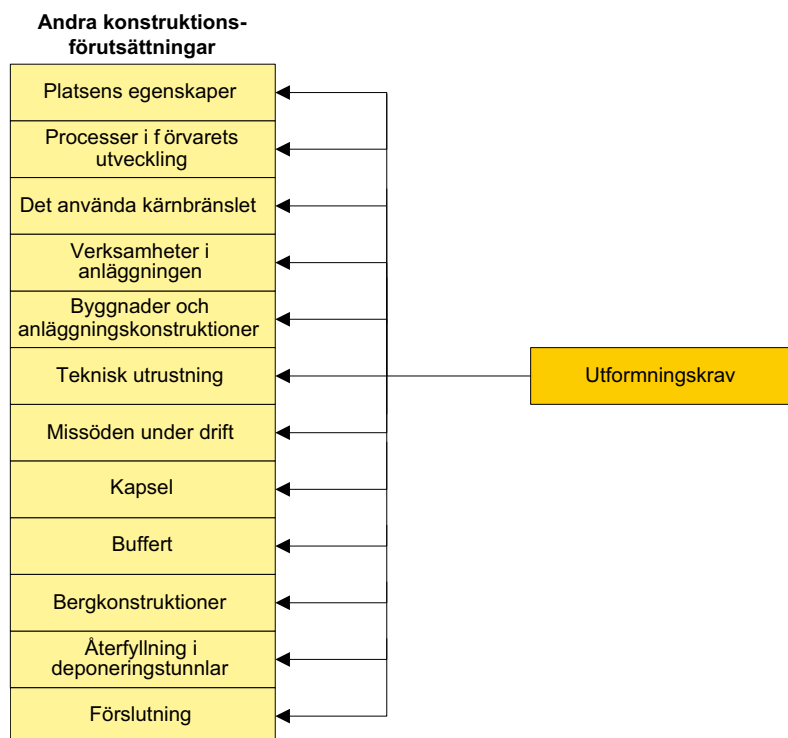 Andra konstruktions-
förutsättningar
Platsens egenskaper
Processer i f örvarets
utveckling
Det använda kärnbränslet
Verksamheter i
anläggningen
Byggnader och
anläggningskonstruktioner
Teknisk utrustning
Utformningskrav
Missöden under drift
Kapsel
Buffert
Bergkonstruktioner
Återfyllning i
deponeringstunnlar
Förslutning